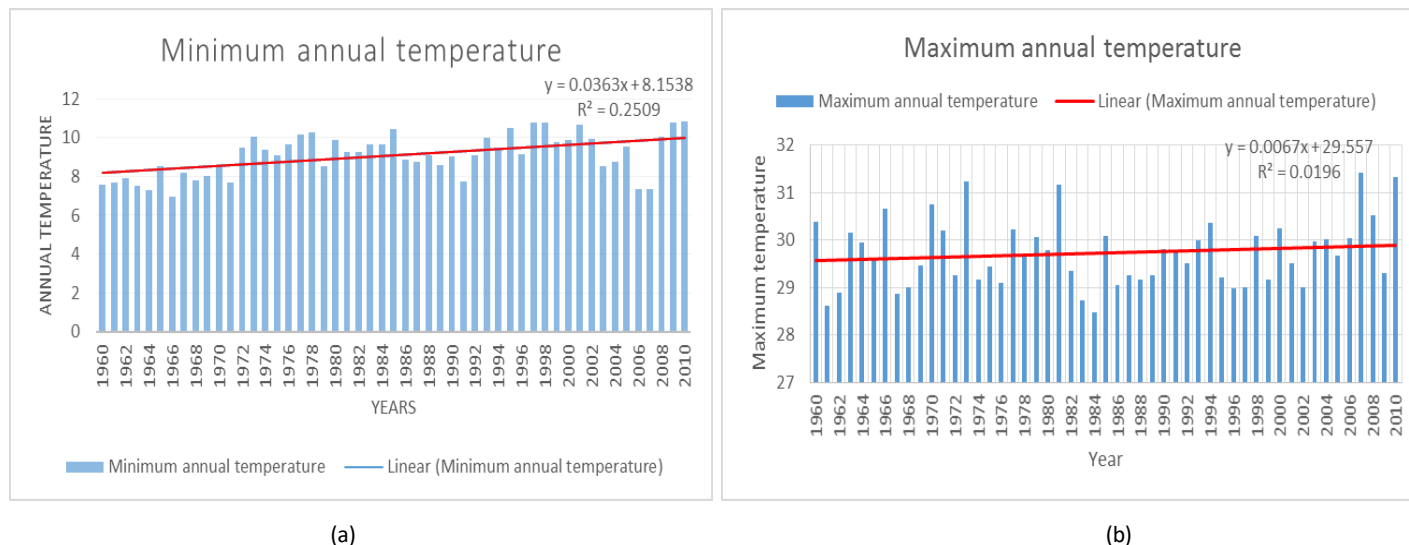 Minimum annual temperature
y = 0.0363x + 8.1538
R² = 0.2509
ANNUAL TEMPERATURE
12
10
8
6
4
2
0
1960 1962 1964 1966 1968 1970 1972 1974 1976 1978 1980 1982 1984 1986 1988 1990 1992 1994 1996 1998 2000 2002 2004 2006 2008 2010
YEARS
Minimum annual temperature Linear (Minimum annual temperature)
(a)
Maximum annual temperature
Maximum annual temperature Linear (Maximum annual temperature)
y = 0.0067x + 29.557
R² = 0.0196
Maximum temperature
32
31
30
29
28
27
1960 1962 1964 1966 1968 1970 1972 1974 1976 1978 1980 1982 1984 1986 1988 1990 1992 1994 1996 1998 2000 2002 2004 2006 2008 2010
Year
(b)